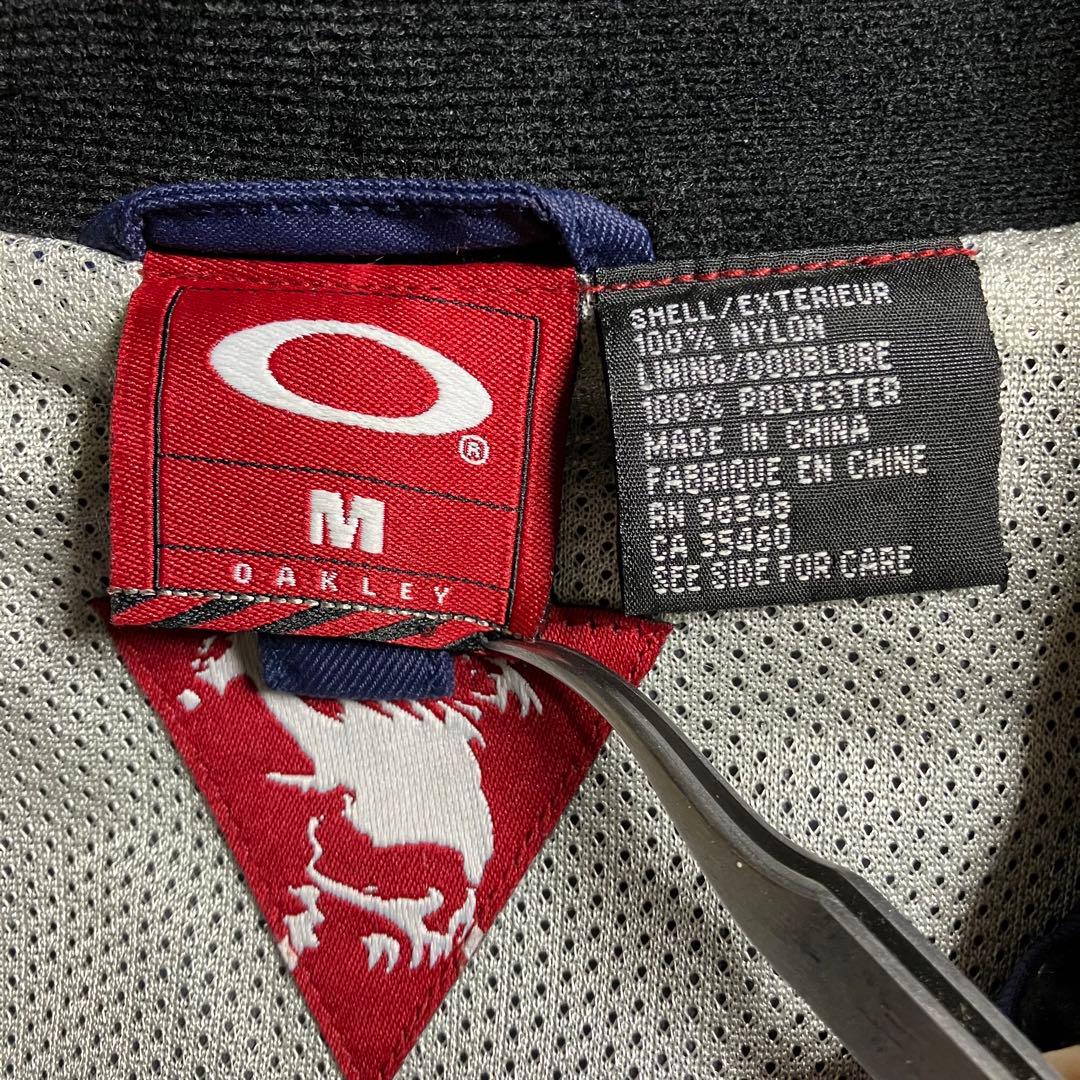 ®
M
OAKLEY
SHELL/EXTERIEUR
100% NYLON
LINING/DOUBLURE
100% POLYESTER
MADE IN CHINA
FABRIQUE EN CHINE
RN 96548
CA 35460
SEE SIDE FOR CARE